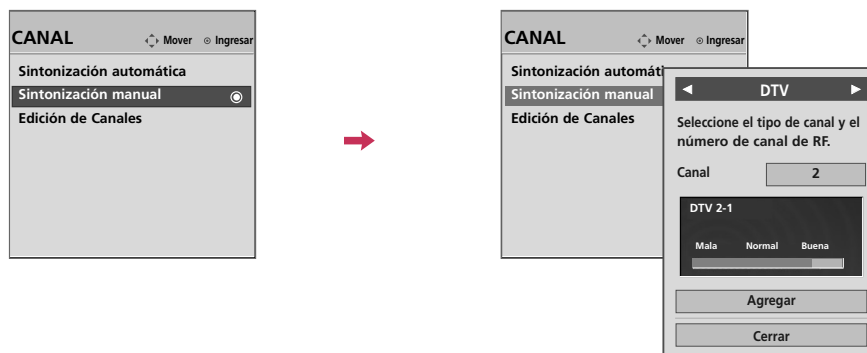 CANAL Mover Ingresar
Sintonización automática
Sintonización manual
Edición de Canales
CANAL Mover Ingresar
Sintonización automáti
Sintonización manual
Edición de Canales
DTV
Seleccione el tipo de canal y el
número de canal de RF.
Canal 2
DTV 2-1
Mala Normal Buena
Agregar
Cerrar